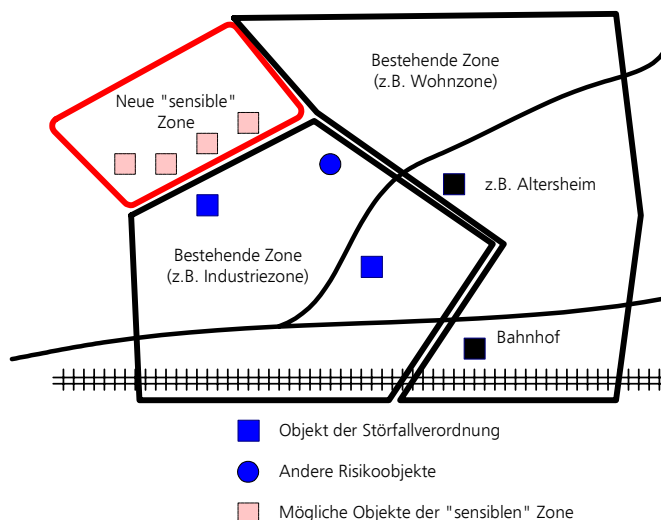 Bestehende Zone
(z.B. Wohnzone)
Neue "sensible"
Zone
z.B. Altersheim
Bestehende Zone
(z.B. Industriezone)
Bahnhof
Objekt der Störfallverordnung
Andere Risikoobjekte
Mögliche Objekte der "sensiblen" Zone